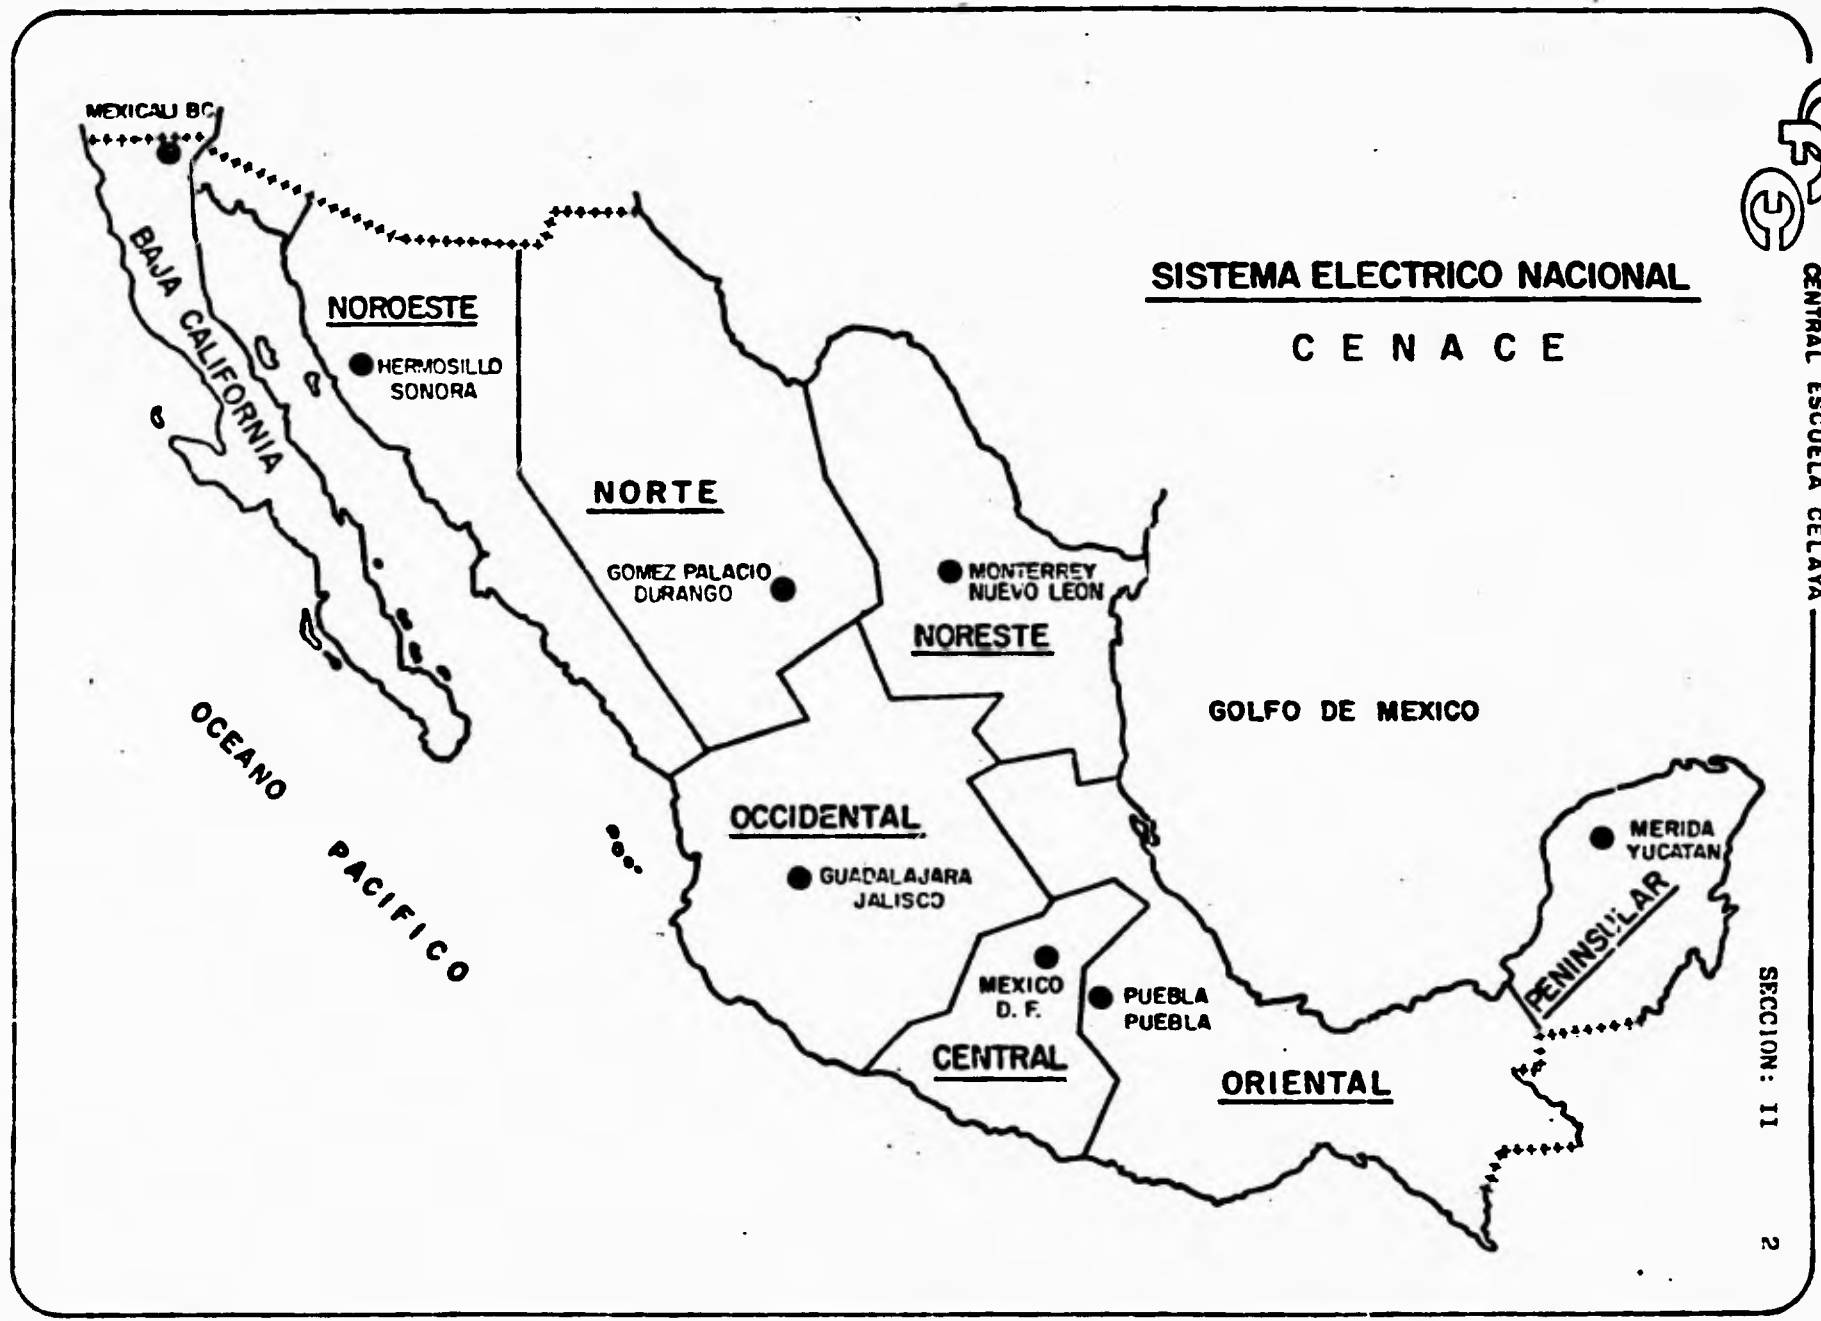 MEXICALI BC
BAJA CALIFORNIA
NOROESTE
HERMOSILLO
SONORA
SISTEMA ELECTRICO NACIONAL
C E N A C E
NORTE
GOMEZ PALACIO
DURANGO
MONTERREY
NUEVO LEON
NORESTE
GOLFO DE MEXICO
OCEANO
PACIFICO
OCCIDENTAL
GUADALAJARA
JALISCO
MERIDA
YUCATAN
PENINSULAR
MEXICO
D. F.
PUEBLA
PUEBLA
CENTRAL
ORIENTAL
CENTRAL ESCUELA CELAYA
SECCION: II 2